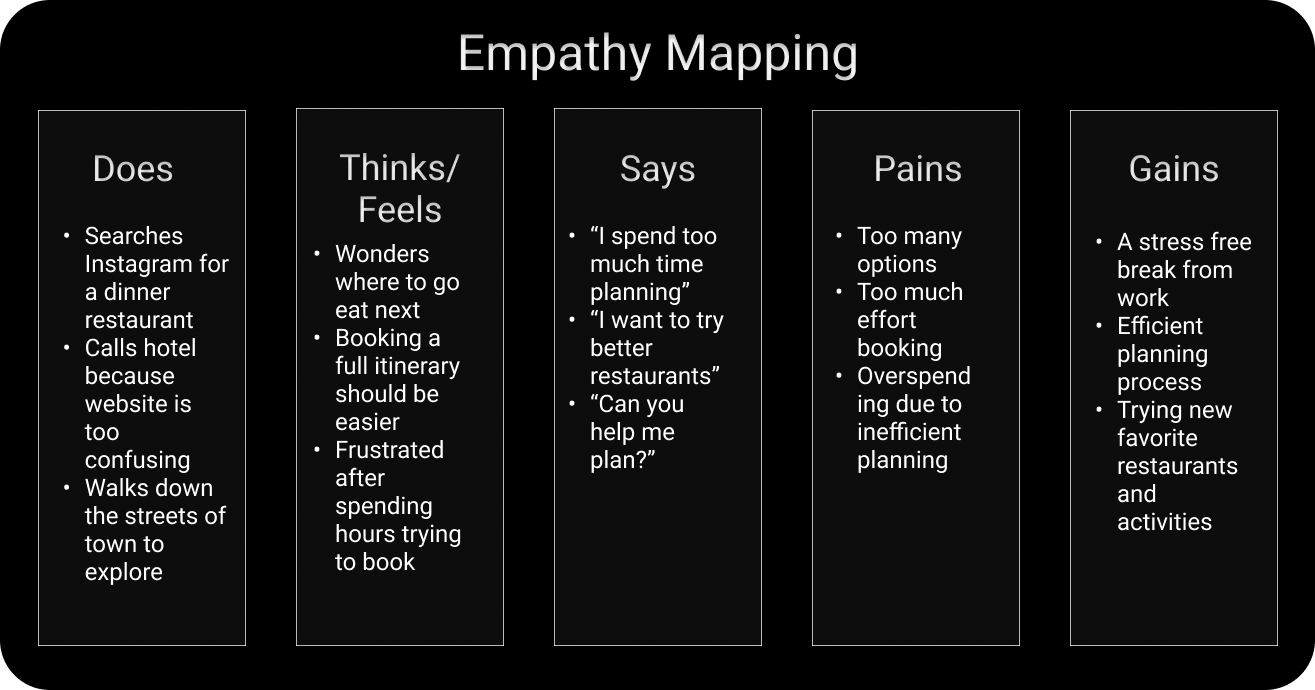 Empathy Mapping
Does
• Searches
Instagram for
a dinner
restaurant
• Calls hotel
because
website is
too
confusing
• Walks down
the streets of
town to
explore
Thinks/
Feels
• Wonders
where to go
eat next
• Booking a
full itinerary
should be
easier
• Frustrated
after
spending
hours trying
to book
Says
• “I spend too
much time
planning”
• “I want to try
better
restaurants”
• “Can you
help me
plan?”
Pains
• Too many
options
• Too much
effort
booking
• Overspend
ing due to
inefficient
planning
Gains
• A stress free
break from
work
• Efficient
planning
process
• Trying new
favorite
restaurants
and
activities